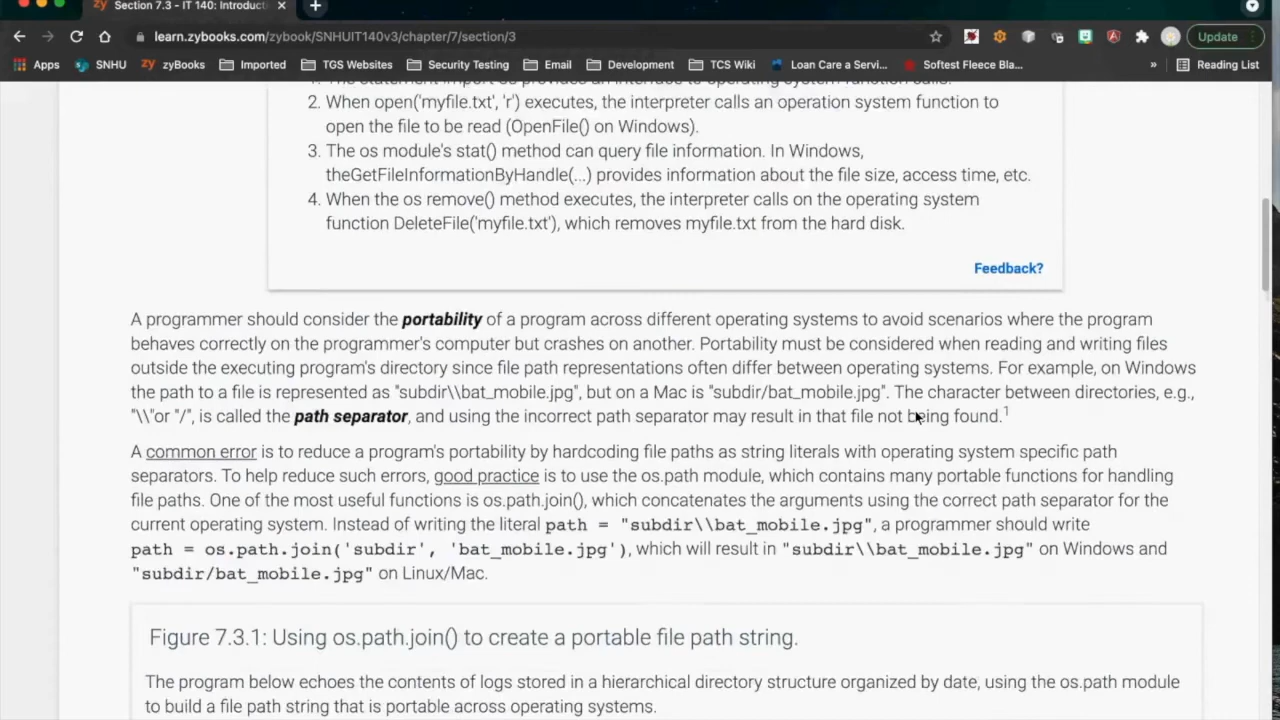 zy Section 7.3 - IT 140: Introducti
learn.zybooks.com/zybook/SNHUIT140v3/chapter/7/section/3
Update
Apps SNHU zy zyBooks Imported TGS Websites Security Testing Email Development TCS Wiki Loan Care a Servi... Softest Fleece Bla... » Reading List
1. The statement import os provides an interface to operating system function calls.
2. When open('myfile.txt', 'r') executes, the interpreter calls an operation system function to
open the file to be read (OpenFile() on Windows).
3. The os module's stat() method can query file information. In Windows,
theGetFileInformationByHandle(...) provides information about the file size, access time, etc.
4. When the os remove() method executes, the interpreter calls on the operating system
function DeleteFile('myfile.txt'), which removes myfile.txt from the hard disk.
Feedback?
A programmer should consider the portability of a program across different operating systems to avoid scenarios where the program
behaves correctly on the programmer's computer but crashes on another. Portability must be considered when reading and writing files
outside the executing program's directory since file path representations often differ between operating systems. For example, on Windows
the path to a file is represented as "subdir\\bat_mobile.jpg", but on a Mac is "subdir/bat_mobile.jpg". The character between directories, e.g.,
"\\"or "/", is called the path separator, and using the incorrect path separator may result in that file not being found.1
A common error is to reduce a program's portability by hardcoding file paths as string literals with operating system specific path
separators. To help reduce such errors, good practice is to use the os.path module, which contains many portable functions for handling
file paths. One of the most useful functions is os.path.join(), which concatenates the arguments using the correct path separator for the
current operating system. Instead of writing the literal path = "subdir\\bat_mobile.jpg", a programmer should write
path = os.path.join('subdir', 'bat_mobile.jpg'), which will result in "subdir\\bat_mobile.jpg" on Windows and
"subdir/bat_mobile.jpg" on Linux/Mac.
Figure 7.3.1: Using os.path.join() to create a portable file path string.
The program below echoes the contents of logs stored in a hierarchical directory structure organized by date, using the os.path module
to build a file path string that is portable across operating systems.